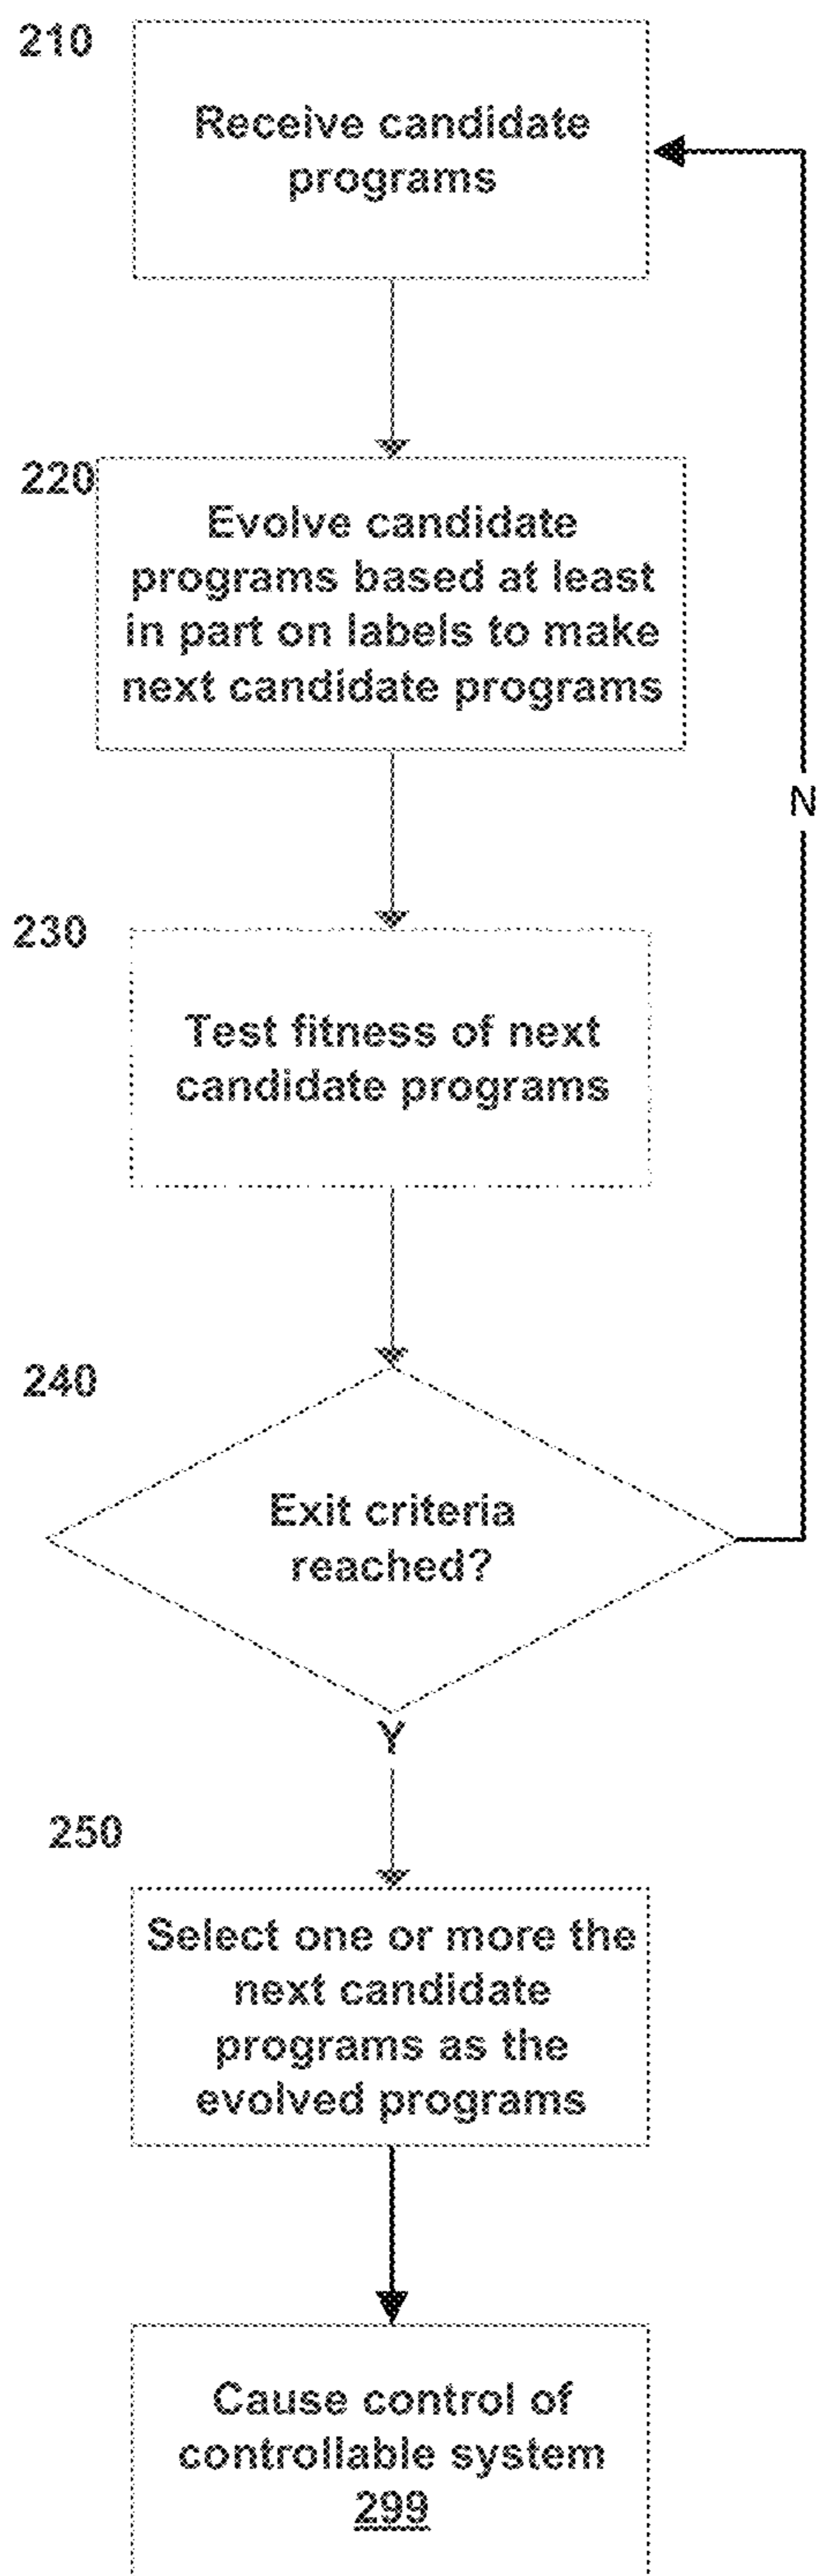 210
Receive candidate
programs
220
Evolve candidate
programs based at least
in part on labels to make
next candidate programs
N
230
Test fitness of next
candidate programs
240
Exit criteria
reached?
Y
250
Select one or more the
next candidate
programs as the
evolved programs
Cause control of
controllable system
299